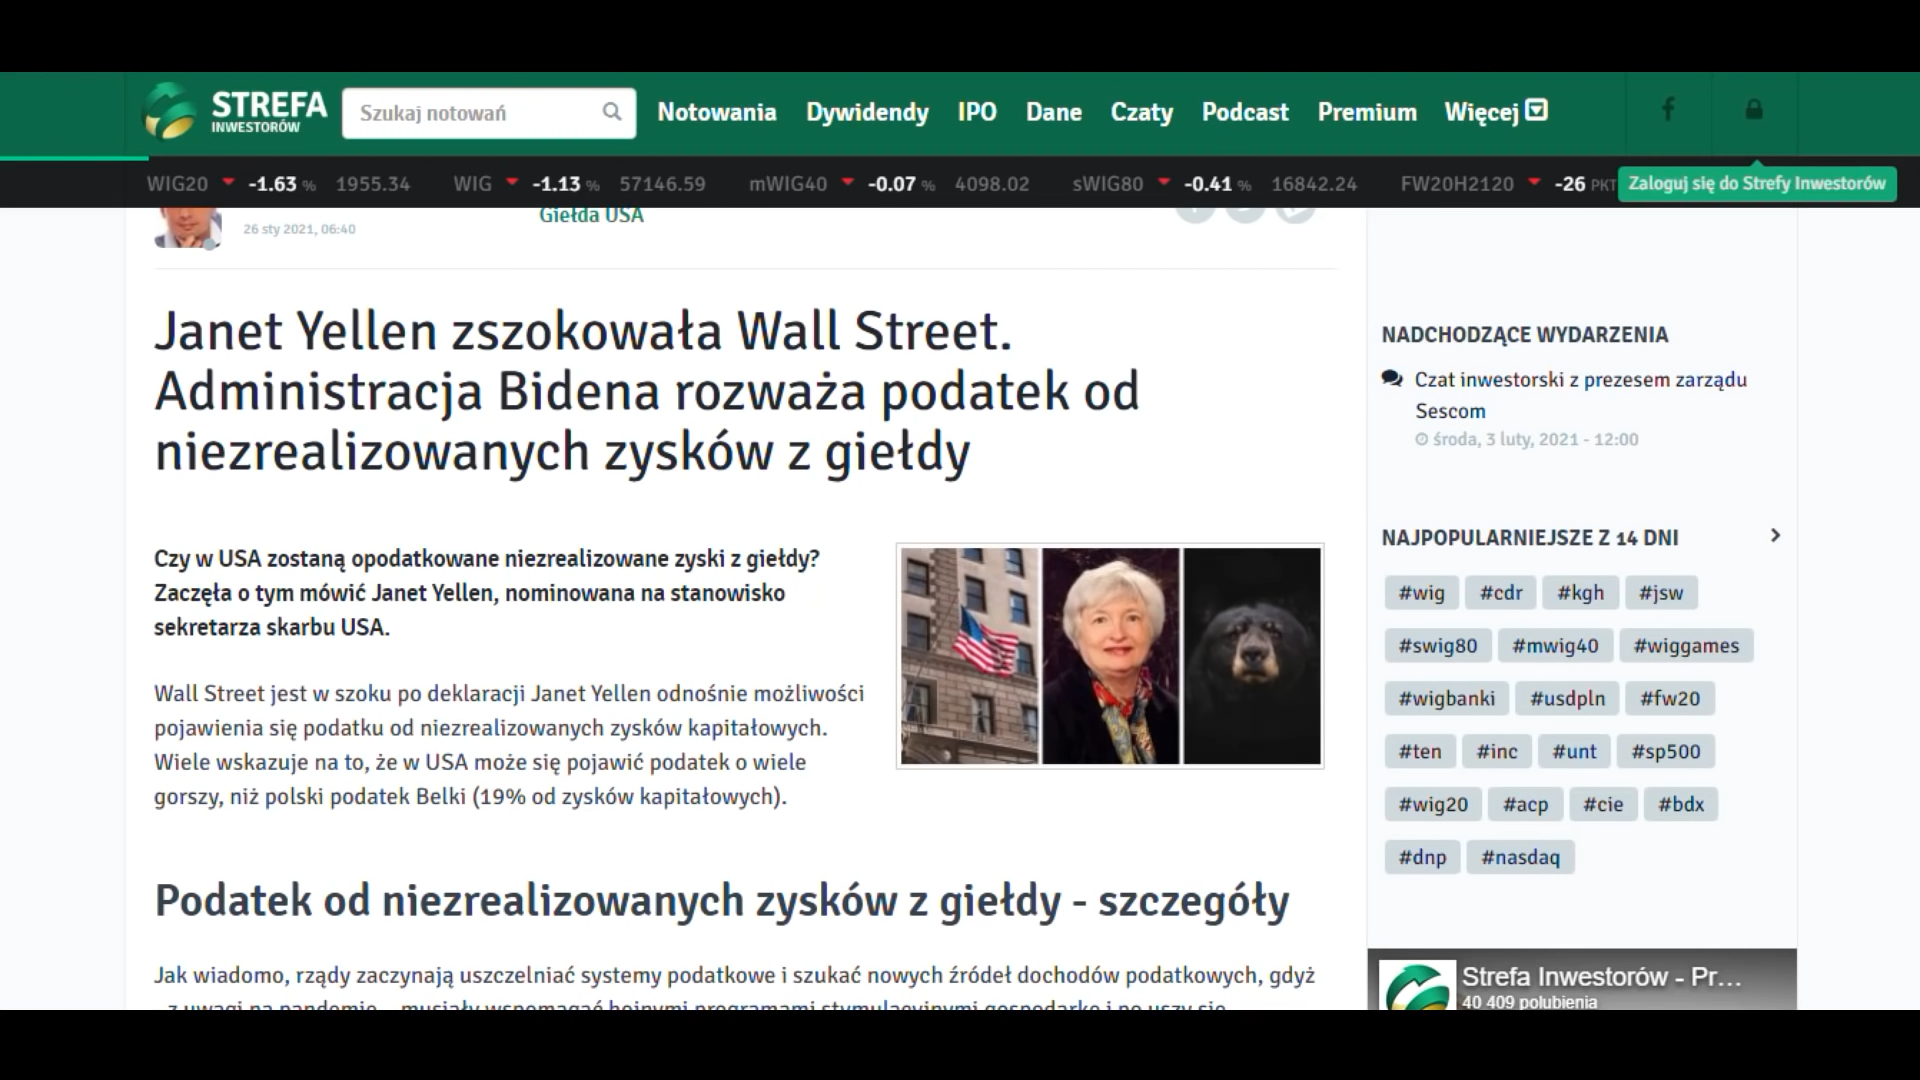 STREFA
INWESTORÓW
Szukaj notowań
Notowania Dywidendy IPO Dane Czaty Podcast Premium Więcej
WIG20 -1.63 % 1955.34 WIG -1.13 % 57146.59 mWIG40 -0.07 % 4098.02 sWIG80 -0.41 % 16842.24 FW20H2120 -26 PKT
Zaloguj się do Strefy Inwestorów
Giełda USA
26 sty 2021, 06:40
Janet Yellen zszokowała Wall Street.
Administracja Bidena rozważa podatek od
niezrealizowanych zysków z giełdy
Czy w USA zostaną opodatkowane niezrealizowane zyski z giełdy?
Zaczęła o tym mówić Janet Yellen, nominowana na stanowisko
sekretarza skarbu USA.
Wall Street jest w szoku po deklaracji Janet Yellen odnośnie możliwości
pojawienia się podatku od niezrealizowanych zysków kapitałowych.
Wiele wskazuje na to, że w USA może się pojawić podatek o wiele
gorszy, niż polski podatek Belki (19% od zysków kapitałowych).
Podatek od niezrealizowanych zysków z giełdy - szczegóły
Jak wiadomo, rządy zaczynają uszczelniać systemy podatkowe i szukać nowych źródeł dochodów podatkowych, gdyż
– z uwagi na pandemię – musiały wspomagać hojnymi programami stymulacyjnymi gospodarkę i po uszy się
NADCHODZĄCE WYDARZENIA
Czat inwestorski z prezesem zarządu
Sescom
środa, 3 luty, 2021 - 12:00
NAJPOPULARNIEJSZE Z 14 DNI
#wig #cdr #kgh #jsw
#swig80 #mwig40 #wiggames
#wigbanki #usdpln #fw20
#ten #inc #unt #sp500
#wig20 #acp #cie #bdx
#dnp #nasdaq
Strefa Inwestorów - Pr...
40 409 polubienia